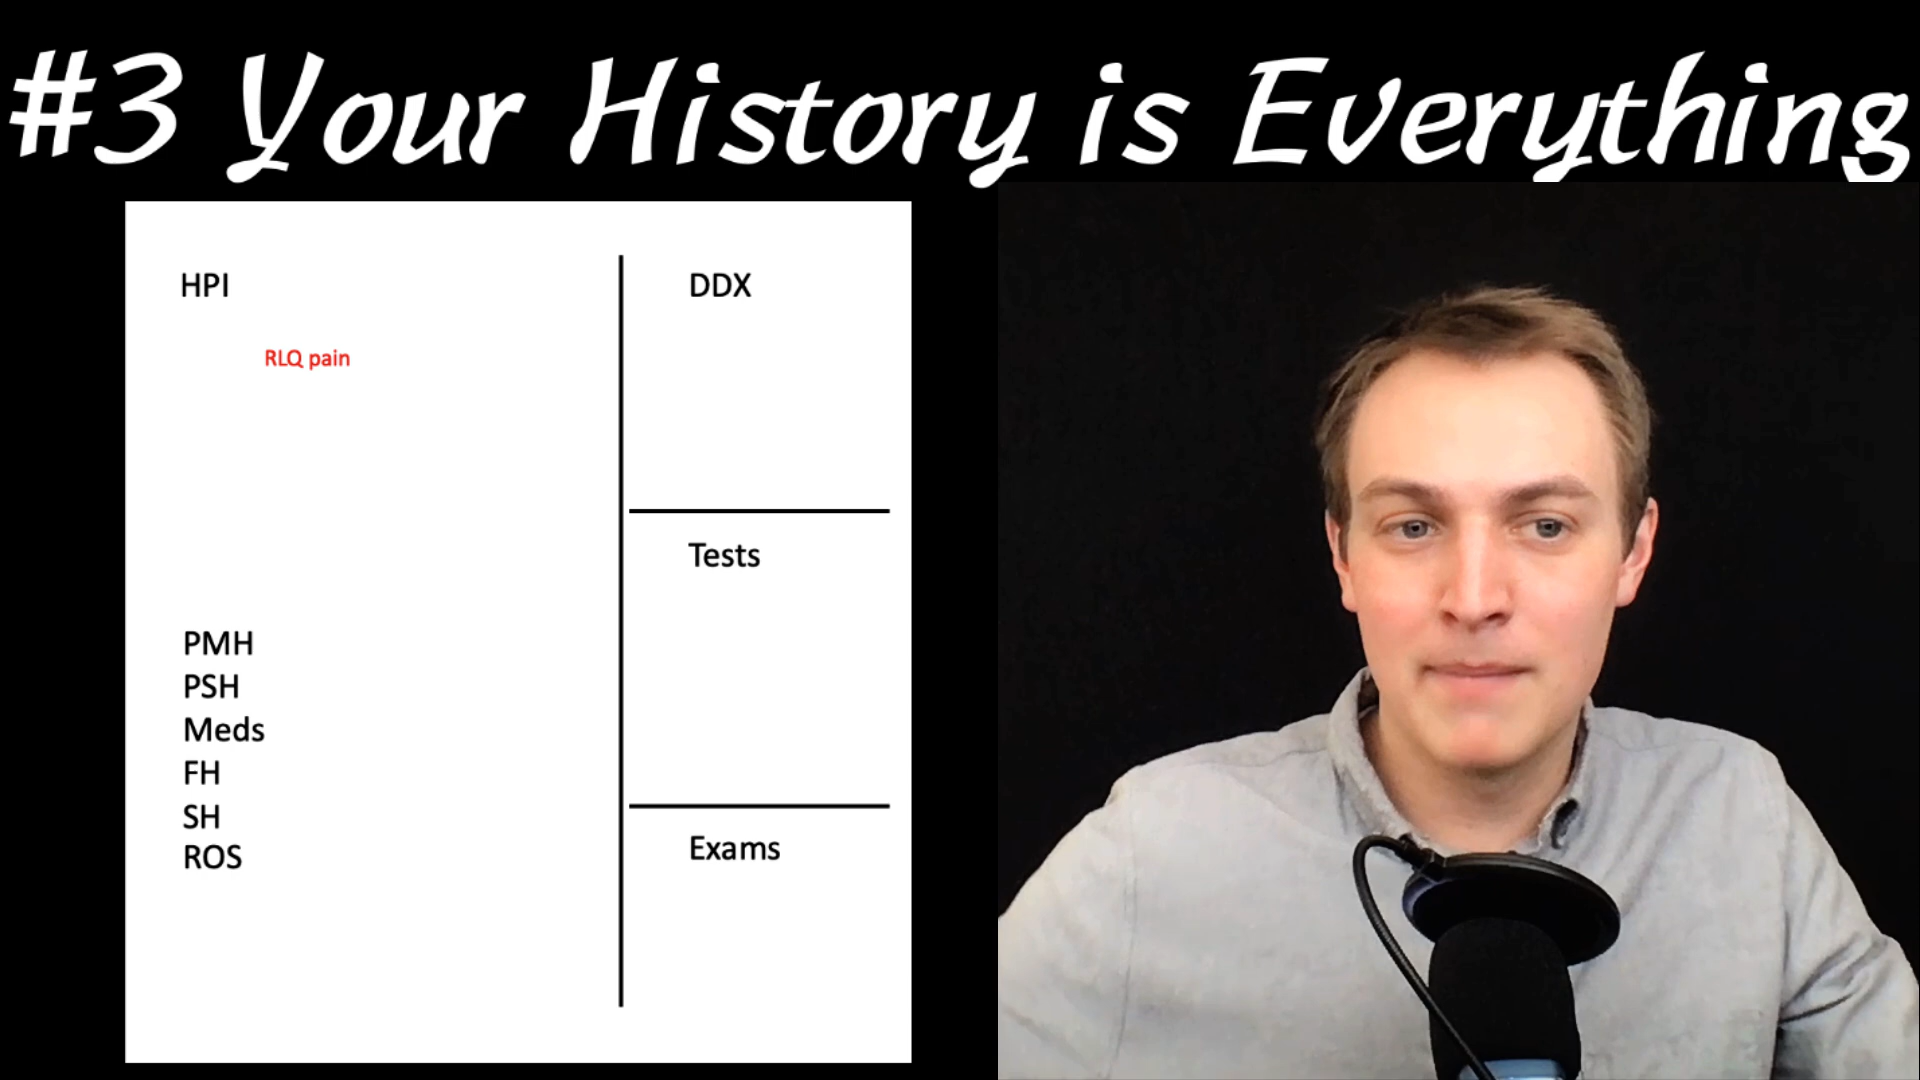 #3 Your History is Everything
HPI
RLQ pain
PMH
PSH
Meds
FH
SH
ROS
DDX
Tests
Exams